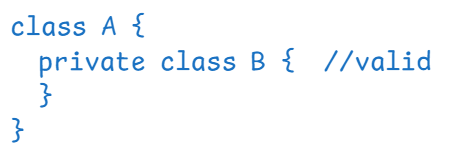 class A {
private class B {  //valid
}
}